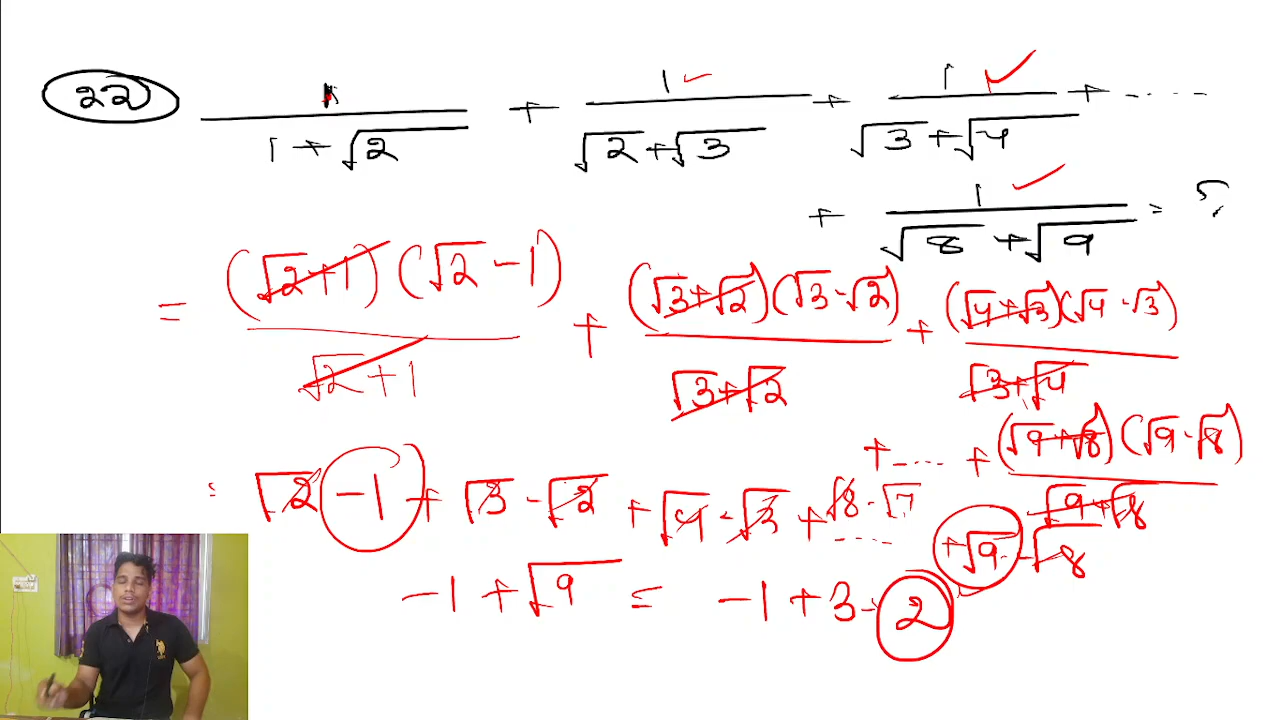 22 1/(1+√2) + 1/(√2+√3) + 1/(√3+√4) + ......
+ 1/(√8+√9) = ?
= (√2+1)(√2-1)/(√2+1) + (√3+√2)(√3-√2)/(√3+√2) + (√4+√3)(√4-√3)/(√3+√4)
+ .... + (√9+√8)(√9-√8)/(√9+√8)
= √2 -1 + √3 - √2 + √4 - √3 + √8 - √7 ..... + √9 - √8
-1 + √9 = -1 + 3 = 2